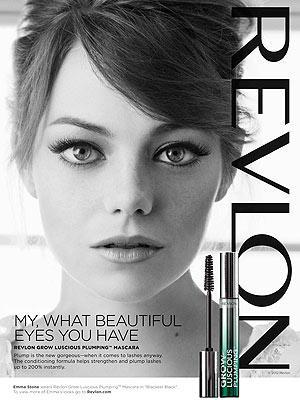 REVLON
MY, WHAT BEAUTIFUL
EYES YOU HAVE
REVLON GROW LUSCIOUS PLUMPING™ MASCARA
Plump is the new gorgeous—when it comes to lashes anyway.
The conditioning formula helps strengthen and plump lashes
up to 200% instantly.
REVLON
GROW
LUSCIOUS
PLUMPING
Emma Stone wears Revlon Grow Luscious Plumping™ Mascara in "Blackest Black".
To view more of Emma's looks go to Revlon.com
© 2012 Revlon